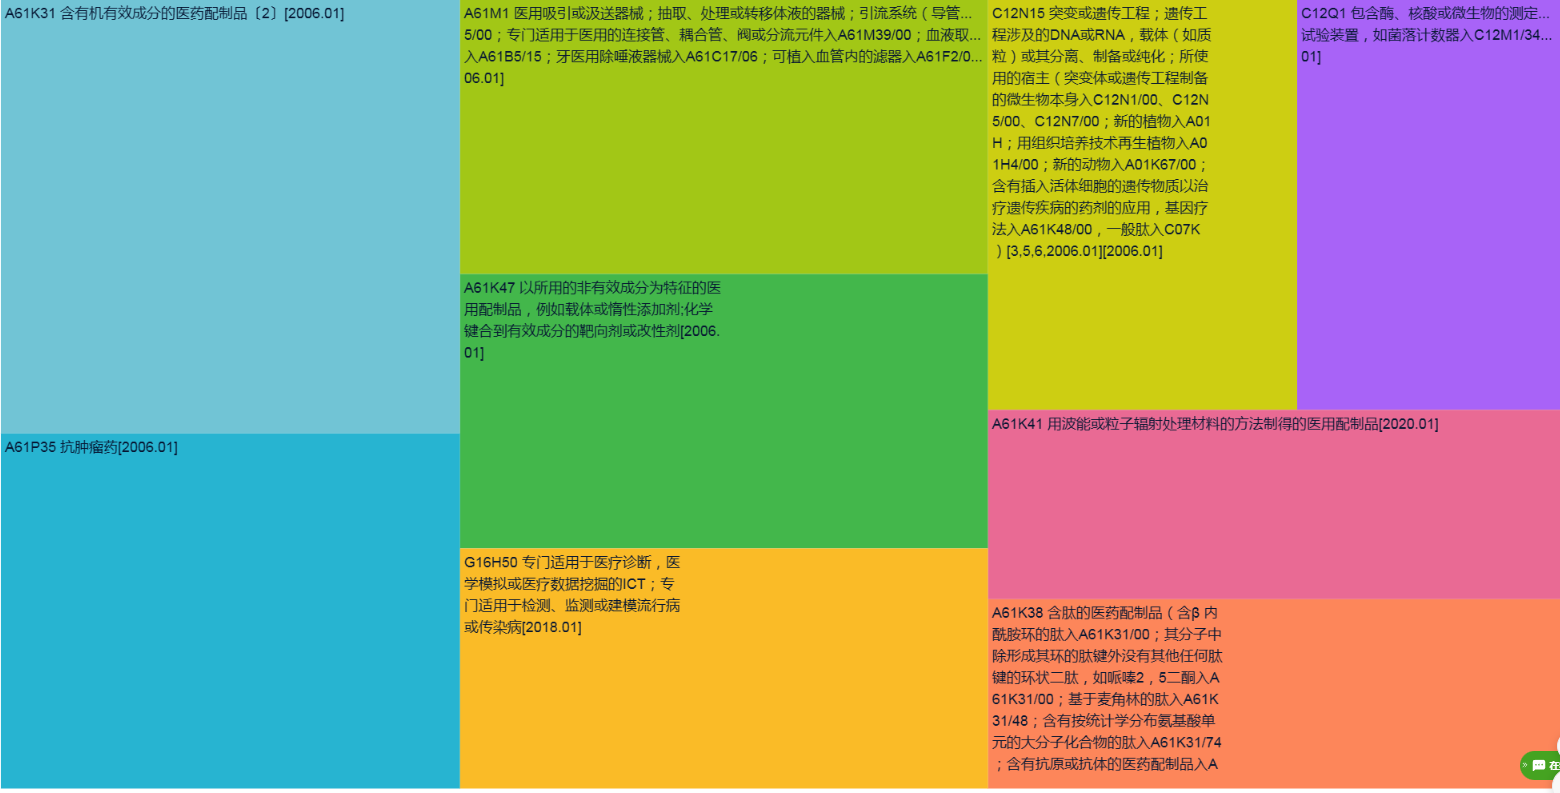 A61K31 含有机有效成分的医药配制品〔2〕[2006.01]
A61P35 抗肿瘤药[2006.01]
A61M1 医用吸引或汲送器械；抽取、处理或转移体液的器械；引流系统（导管...
5/00；专门适用于医用的连接管、耦合管、阀或分流元件入A61M39/00；血液取...
入A61B5/15；牙医用除唾液器械入A61C17/06；可植入血管内的滤器入A61F2/0...
06.01]
A61K47 以所用的非有效成分为特征的医
用配制品，例如载体或惰性添加剂;化学
键合到有效成分的靶向剂或改性剂[2006.
01]
G16H50 专门适用于医疗诊断，医
学模拟或医疗数据挖掘的ICT；专
门适用于检测、监测或建模流行病
或传染病[2018.01]
C12N15 突变或遗传工程；遗传工
程涉及的DNA或RNA，载体（如质
粒）或其分离、制备或纯化；所使
用的宿主（突变体或遗传工程制备
的微生物本身入C12N1/00、C12N
5/00、C12N7/00；新的植物入A01
H；用组织培养技术再生植物入A0
1H4/00；新的动物入A01K67/00；
含有插入活体细胞的遗传物质以治
疗遗传疾病的药剂的应用，基因疗
法入A61K48/00，一般肽入C07K
）[3,5,6,2006.01][2006.01]
C12Q1 包含酶、核酸或微生物的测定...
试验装置，如菌落计数器入C12M1/34...
01]
A61K41 用波能或粒子辐射处理材料的方法制得的医用配制品[2020.01]
A61K38 含肽的医药配制品（含β 内
酰胺环的肽入A61K31/00；其分子中
除形成其环的肽键外没有其他任何肽
键的环状二肽，如哌嗪2，5二酮入A
61K31/00；基于麦角林的肽入A61K
31/48；含有按统计学分布氨基酸单
元的大分子化合物的肽入A61K31/74
；含有抗原或抗体的医药配制品入A
» 在